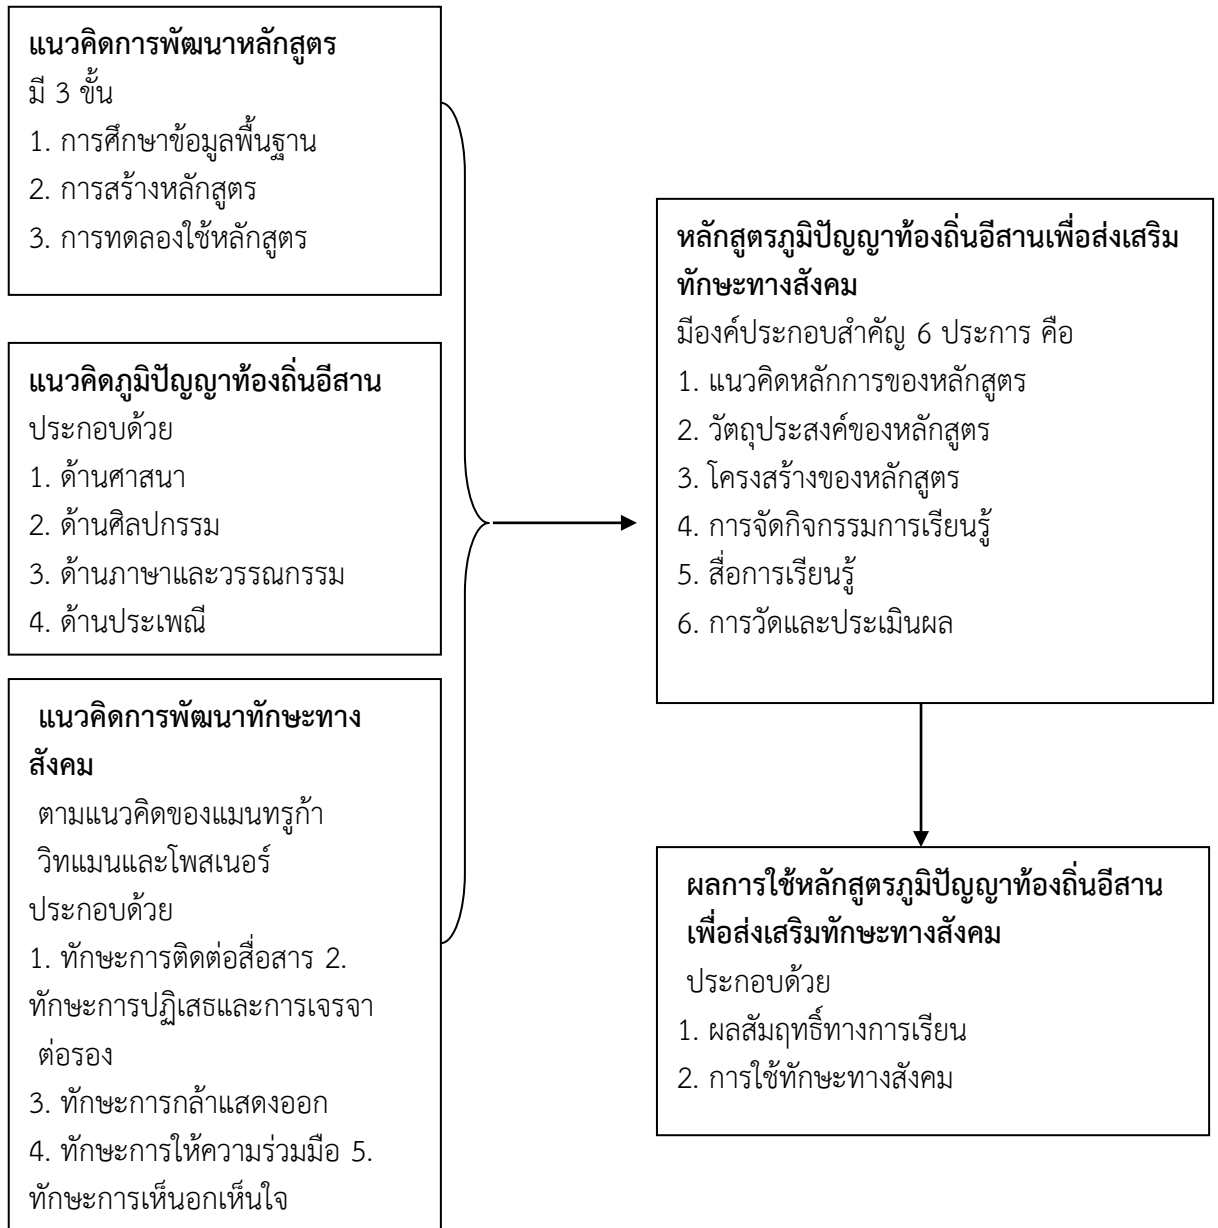 แนวคิดการพัฒนาหลักสูตร
มี 3 ขั้น
1. การศึกษาข้อมูลพื้นฐาน
2. การสร้างหลักสูตร
3. การทดลองใช้หลักสูตร
แนวคิดภูมิปัญญาท้องถิ่นอีสาน
ประกอบด้วย
1. ด้านศาสนา
2. ด้านศิลปกรรม
3. ด้านภาษาและวรรณกรรม
4. ด้านประเพณี
แนวคิดการพัฒนาทักษะทาง
สังคม
ตามแนวคิดของแมนทรูก้า
วิทแมนและโพสเนอร์
ประกอบด้วย
1. ทักษะการติดต่อสื่อสาร 2.
ทักษะการปฏิเสธและการเจรจา
ต่อรอง
3. ทักษะการกล้าแสดงออก
4. ทักษะการให้ความร่วมมือ 5.
ทักษะการเห็นอกเห็นใจ
หลักสูตรภูมิปัญญาท้องถิ่นอีสานเพื่อส่งเสริม
ทักษะทางสังคม
มีองค์ประกอบสำคัญ 6 ประการ คือ
1. แนวคิดหลักการของหลักสูตร
2. วัตถุประสงค์ของหลักสูตร
3. โครงสร้างของหลักสูตร
4. การจัดกิจกรรมการเรียนรู้
5. สื่อการเรียนรู้
6. การวัดและประเมินผล
ผลการใช้หลักสูตรภูมิปัญญาท้องถิ่นอีสาน
เพื่อส่งเสริมทักษะทางสังคม
ประกอบด้วย
1. ผลสัมฤทธิ์ทางการเรียน
2. การใช้ทักษะทางสังคม